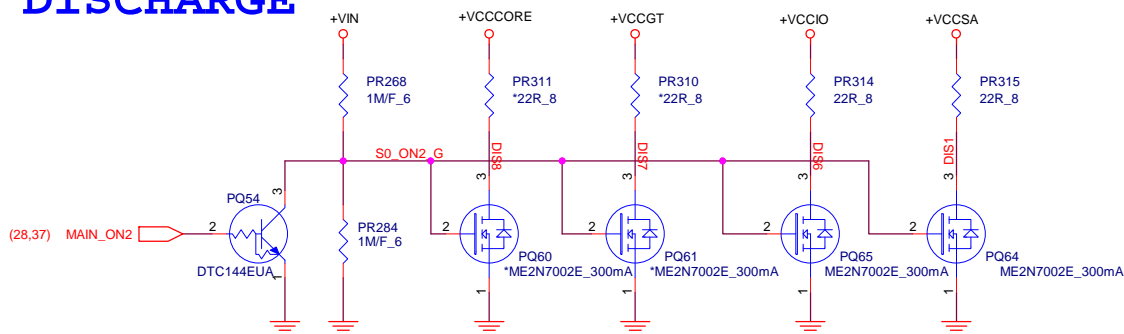 DISCHARGE
+VIN
+VCCCORE
+VCCGT
+VCCIO
+VCCSA
PR268
1M/F_6
PR311
*22R_8
PR310
*22R_8
PR314
22R_8
PR315
22R_8
S0_ON2_G
DIS8
DIS7
DIS6
DIS1
3
3
3
3
3
PQ54
(28,37) MAIN_ON2
2
2
2
2
2
PR284
1M/F_6
DTC144EUA
PQ60
*ME2N7002E_300mA
PQ61
*ME2N7002E_300mA
PQ65
ME2N7002E_300mA
PQ64
ME2N7002E_300mA
1
1
1
1
1